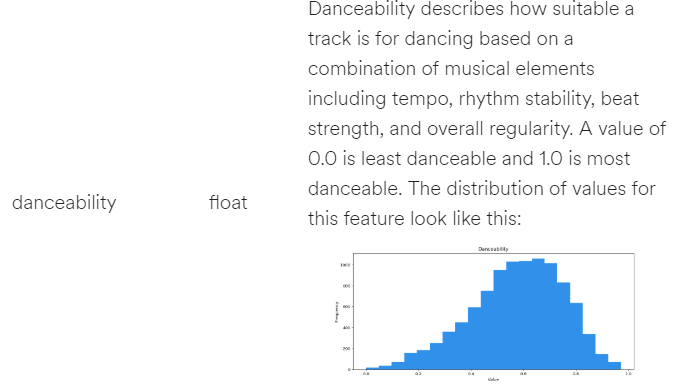 Danceability describes how suitable a
track is for dancing based on a
combination of musical elements
including tempo, rhythm stability, beat
strength, and overall regularity. A value of
0.0 is least danceable and 1.0 is most
danceable. The distribution of values for
this feature look like this:
danceability
float
Danceability
Frequency
1000
800
600
400
200
0
0.0 0.2 0.4 0.6 0.8 1.0
Value